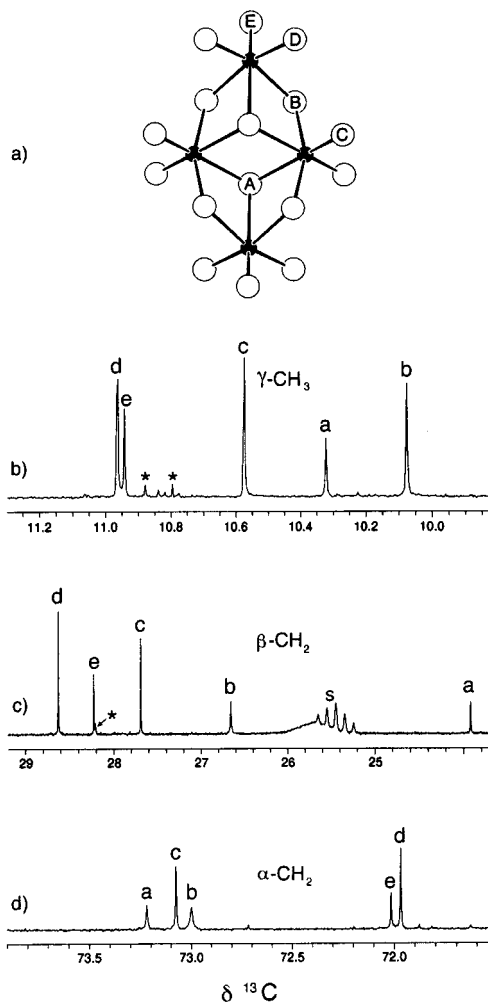 E
D
B
C
a)
A
d
e
c
γ-CH₃
a
b
*
*
b)
11.2 11.0 10.8 10.6 10.4 10.2 10.0
d
e
*
c
β-CH₂
b
s
a
c)
29 28 27 26 25 24
a
c
b
α-CH₂
e
d
d)
73.5 73.0 72.5 72.0
δ ¹³C